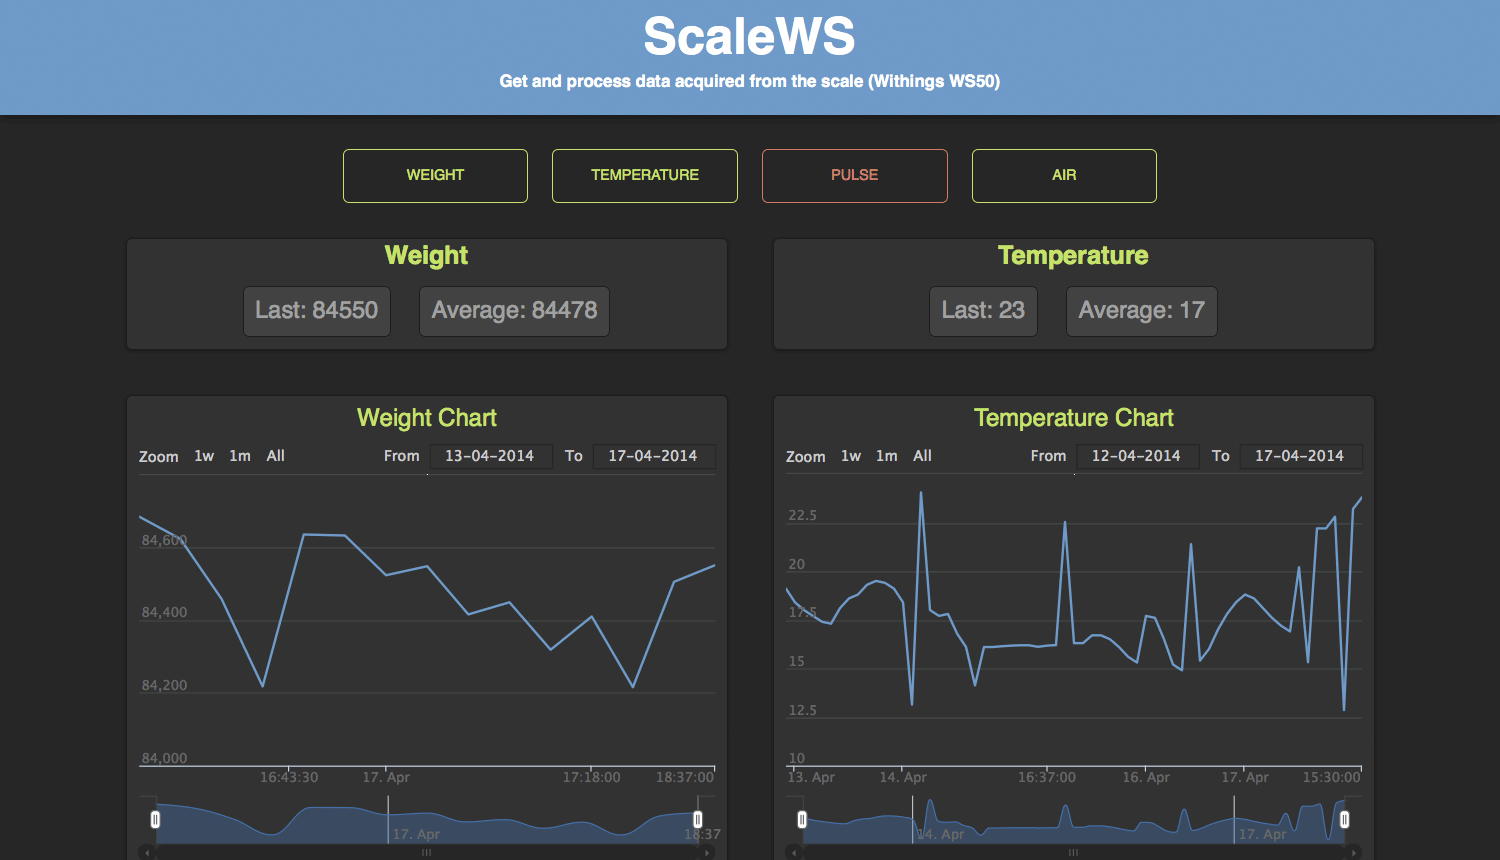 ScaleWS
Get and process data acquired from the scale (Withings WS50)
WEIGHT TEMPERATURE PULSE AIR
Weight
Last: 84550 Average: 84478
Temperature
Last: 23 Average: 17
Weight Chart
Zoom 1w 1m All From 13-04-2014 To 17-04-2014
84,600
84,400
84,200
84,000
16:43:30 17. Apr 17:18:00 18:37:00
17. Apr 18:37
Temperature Chart
Zoom 1w 1m All From 12-04-2014 To 17-04-2014
22.5
20
17.5
15
12.5
10
13. Apr 14. Apr 16:37:00 16. Apr 17. Apr 15:30:00
14. Apr 17. Apr